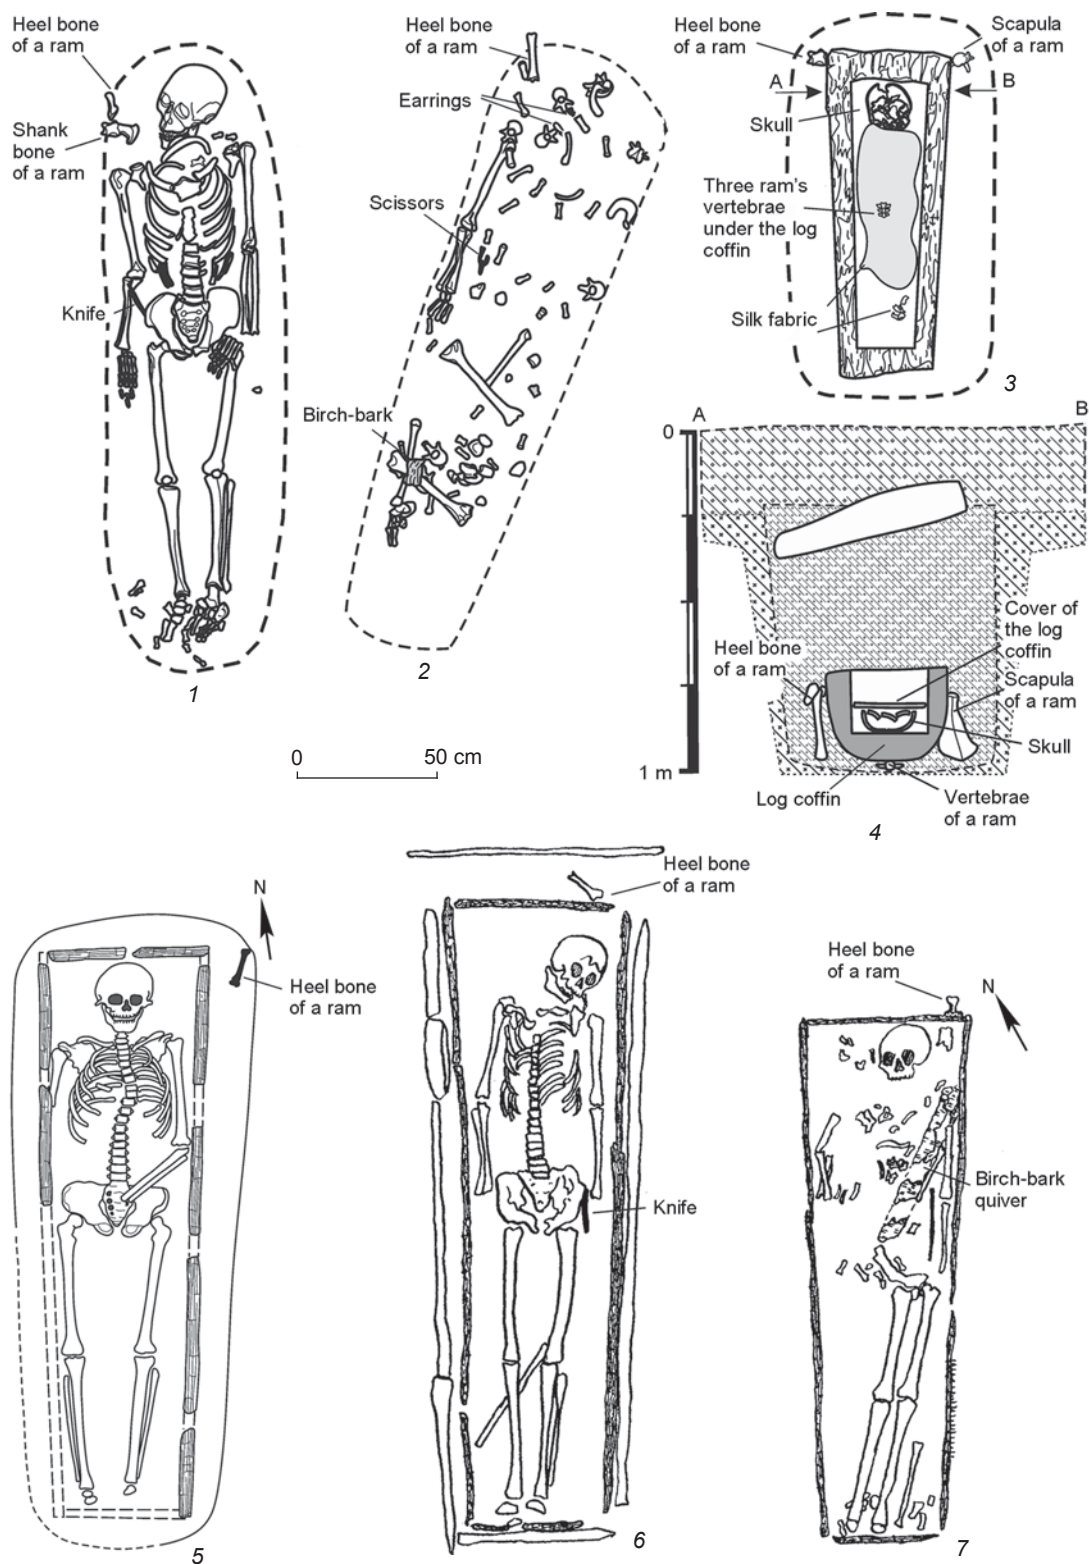 Heel bone
of a ram
Shank
bone
of a ram
Knife
1
Heel bone
of a ram
Earrings
Scissors
Birch-bark
2
Heel bone
of a ram
Scapula
of a ram
A
B
Skull
Three ram's
vertebrae
under the log
coffin
Silk fabric
3
0
50 cm
A
B
0
1 m
Cover of
the log
coffin
Heel bone
of a ram
Scapula
of a ram
Skull
Log coffin
Vertebrae
of a ram
4
N
Heel bone
of a ram
5
Heel bone
of a ram
Knife
6
Heel bone
of a ram
N
Birch-bark
quiver
7